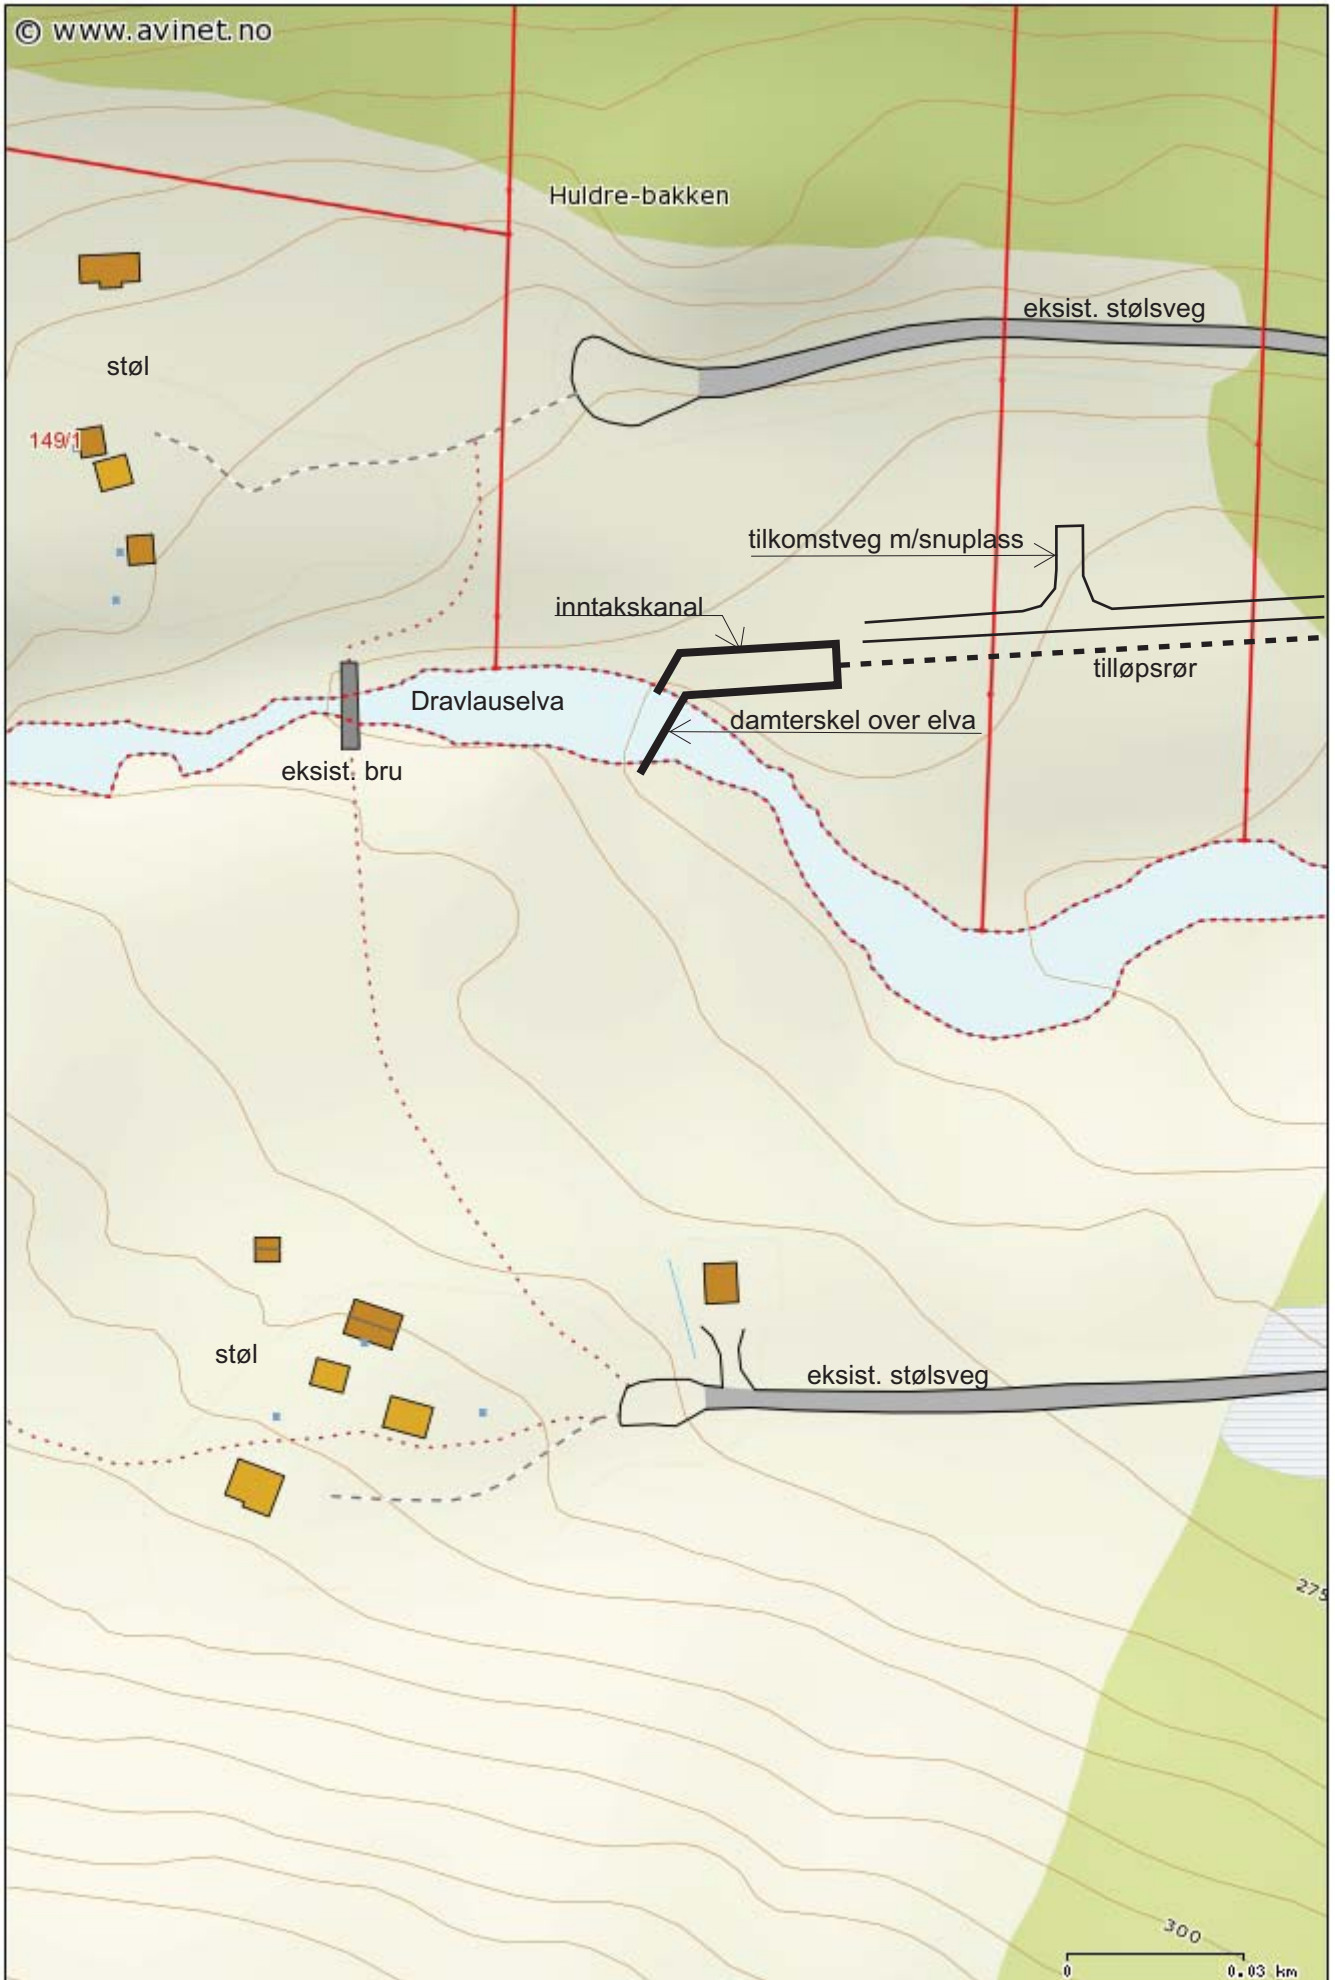 © www.avinet.no
Huldre-bakken
eksist. stølsveg
støl
149/1
tilkomstveg m/snuplass
inntakskanal
tilløpsrør
Dravlauselva
damterskel over elva
eksist. bru
støl
eksist. stølsveg
275
300
0 0.03 km